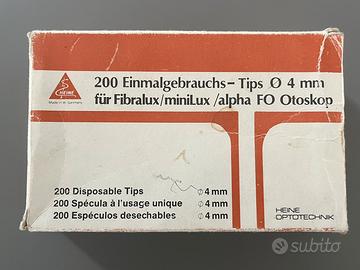 HEINE
Made in W. Germany
200 Einmalgebrauchs-Tips Ø 4 mm
für Fibralux/miniLux/alpha FO Otoskop
200 Disposable Tips Ø 4 mm
200 Spécula à l'usage unique Ø 4 mm
200 Espéculos desechables Ø 4 mm
HEINE
OPTOTECHNIK
subito